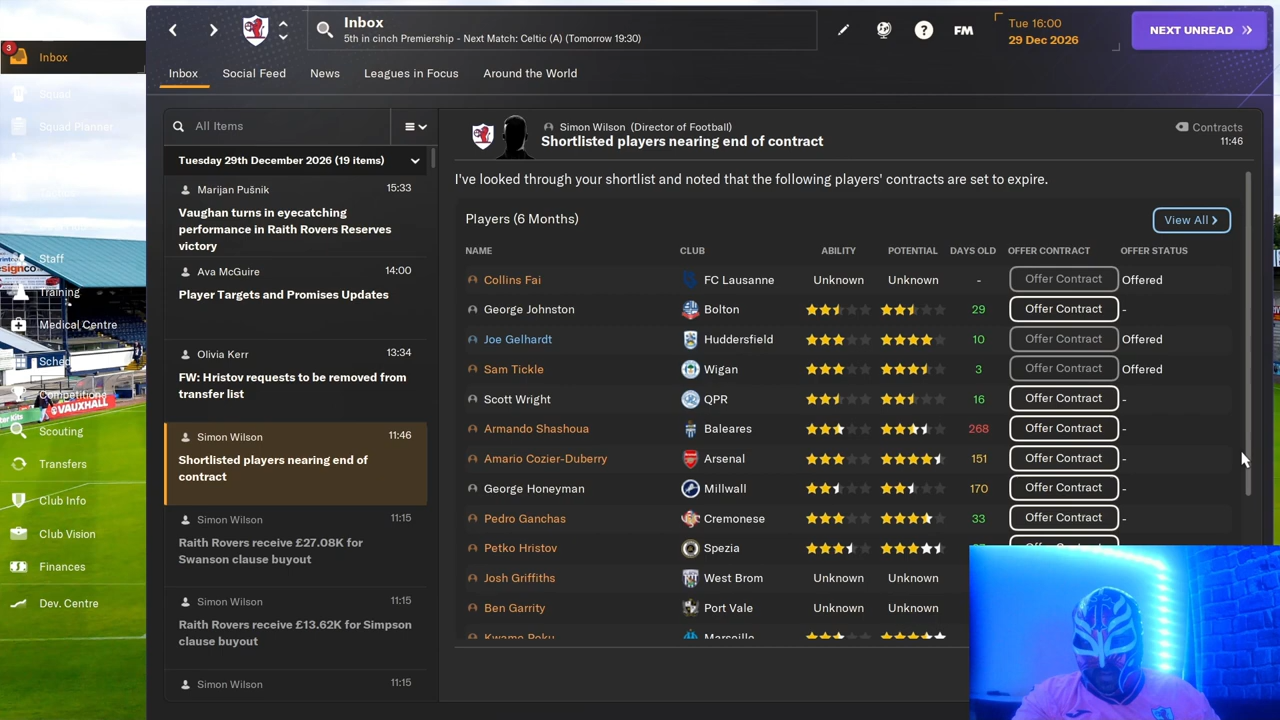 Inbox
5th in cinch Premiership - Next Match: Celtic (A) (Tomorrow 19:30)
FM
Tue 16:00
29 Dec 2026
NEXT UNREAD
3
Inbox
Squad
Squad Planner
Staff
Training
Medical Centre
Sched
Competitions
Scouting
Transfers
Club Info
Club Vision
Finances
Dev. Centre
VAUXHALL
Inbox
Social Feed
News
Leagues in Focus
Around the World
All Items
Tuesday 29th December 2026 (19 items)
Marijan Pušnik
15:33
Vaughan turns in eyecatching
performance in Raith Rovers Reserves
victory
Ava McGuire
14:00
Player Targets and Promises Updates
Olivia Kerr
13:34
FW: Hristov requests to be removed from
transfer list
Simon Wilson
11:46
Shortlisted players nearing end of
contract
Simon Wilson
11:15
Raith Rovers receive £27.08K for
Swanson clause buyout
Simon Wilson
11:15
Raith Rovers receive £13.62K for Simpson
clause buyout
Simon Wilson
11:15
Simon Wilson (Director of Football)
Shortlisted players nearing end of contract
Contracts
11:46
I've looked through your shortlist and noted that the following players' contracts are set to expire.
Players (6 Months)
View All
NAME CLUB ABILITY POTENTIAL DAYS OLD OFFER CONTRACT OFFER STATUS
Collins Fai FC Lausanne Unknown Unknown - Offer Contract Offered
George Johnston Bolton 29 Offer Contract -
Joe Gelhardt Huddersfield 10 Offer Contract Offered
Sam Tickle Wigan 3 Offer Contract Offered
Scott Wright QPR 16 Offer Contract -
Armando Shashoua Baleares 268 Offer Contract -
Amario Cozier-Duberry Arsenal 151 Offer Contract -
George Honeyman Millwall 170 Offer Contract -
Pedro Ganchas Cremonese 33 Offer Contract -
Petko Hristov Spezia
Josh Griffiths West Brom Unknown Unknown
Ben Garrity Port Vale Unknown Unknown
Kwame Poku Marseille